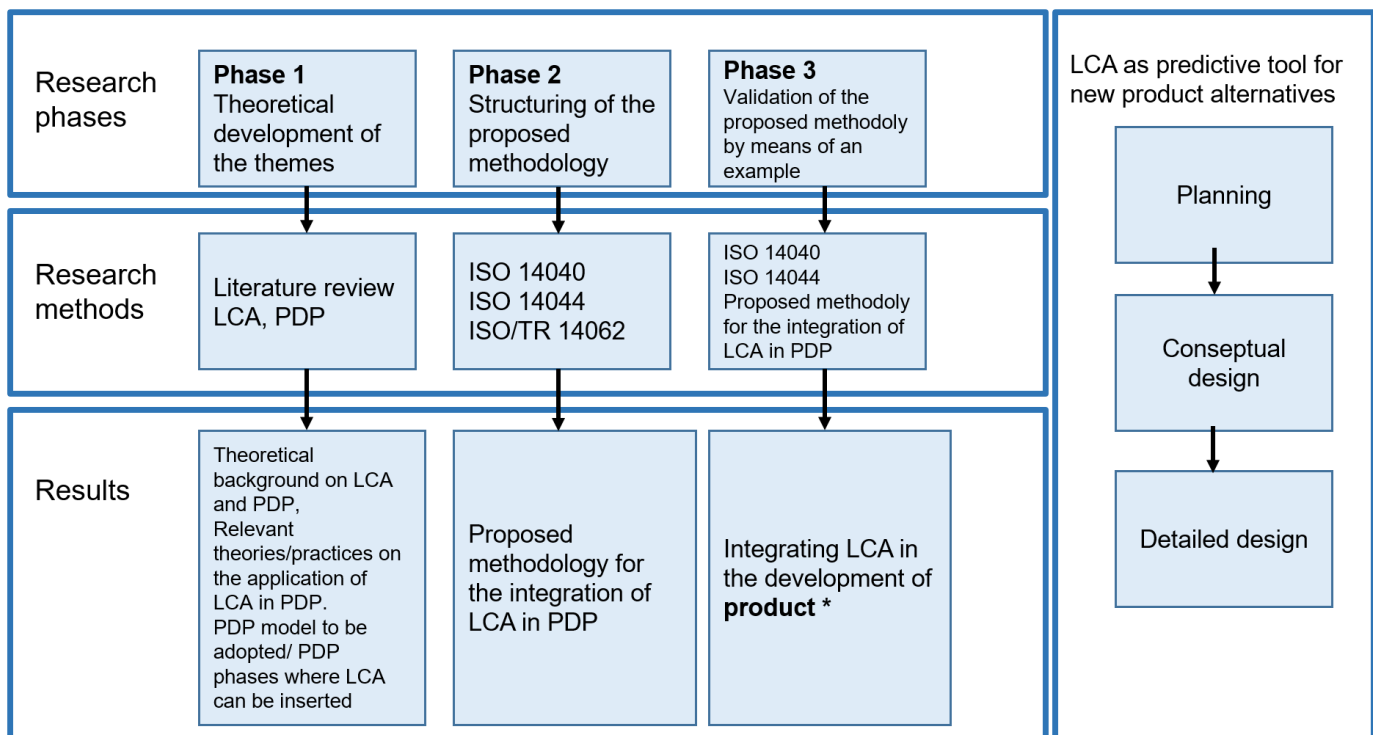 Research
phases
Phase 1
Theoretical
development of
the themes
Phase 2
Structuring of the
proposed
methodology
Phase 3
Validation of the
proposed methodoly
by means of an
example
Research
methods
Literature review
LCA, PDP
ISO 14040
ISO 14044
ISO/TR 14062
ISO 14040
ISO 14044
Proposed methodoly
for the integration of
LCA in PDP
Results
Theoretical
background on LCA
and PDP,
Relevant
theories/practices on
the application of
LCA in PDP.
PDP model to be
adopted/ PDP
phases where LCA
can be inserted
Proposed
methodology for
the integration of
LCA in PDP
Integrating LCA in
the development of
product *
LCA as predictive tool for
new product alternatives
Planning
Conseptual
design
Detailed design